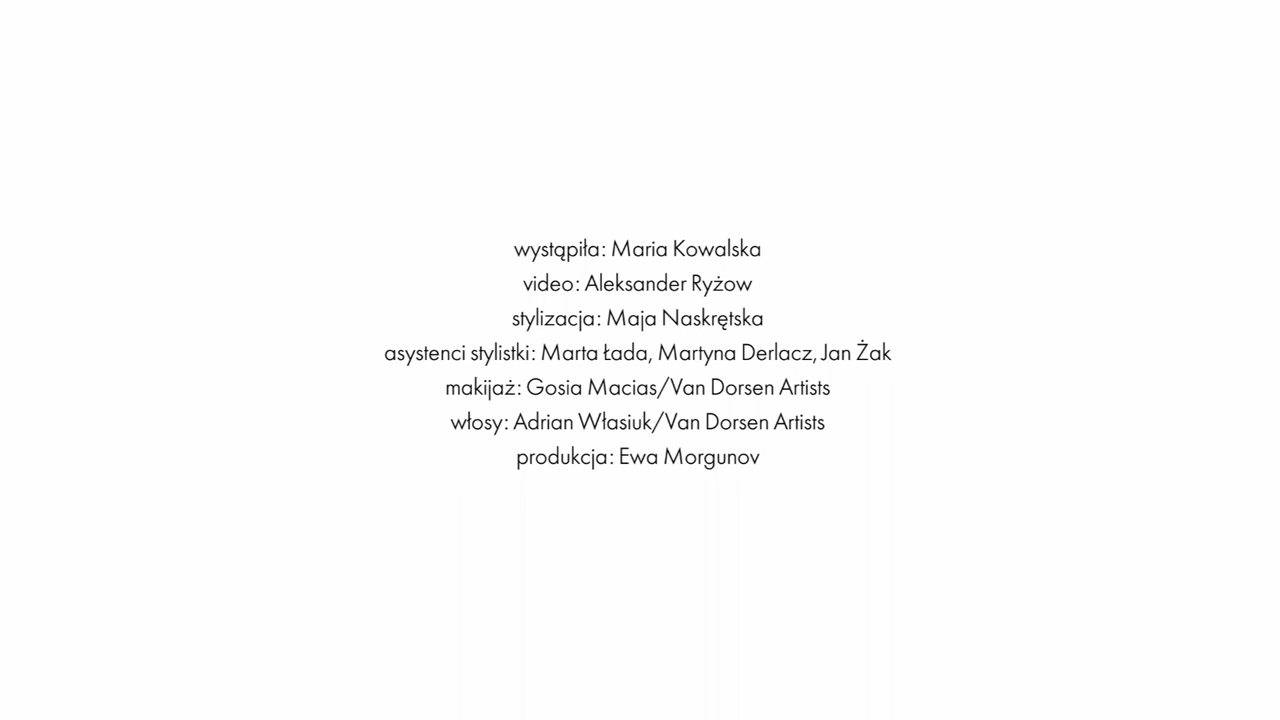 wystąpiła: Maria Kowalska
video: Aleksander Ryżow
stylizacja: Maja Naskrętska
asystenci stylistki: Marta Łada, Martyna Derlacz, Jan Żak
makijaż: Gosia Macias/Van Dorsen Artists
włosy: Adrian Własiuk/Van Dorsen Artists
produkcja: Ewa Morgunov